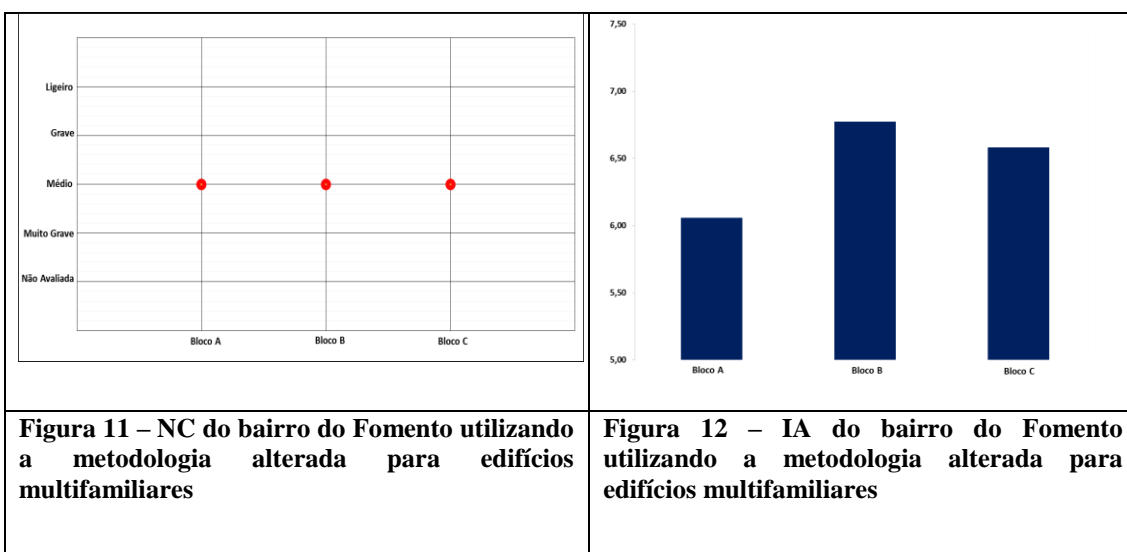 Ligeiro
Grave
Médio
Muito Grave
Não Avaliada
Bloco A Bloco B Bloco C
7,50
7,00
6,50
6,00
5,50
5,00
Bloco A Bloco B Bloco C
Figura 11 – NC do bairro do Fomento utilizando
a metodologia alterada para edifícios
multifamiliares
Figura 12 – IA do bairro do Fomento
utilizando a metodologia alterada para
edifícios multifamiliares